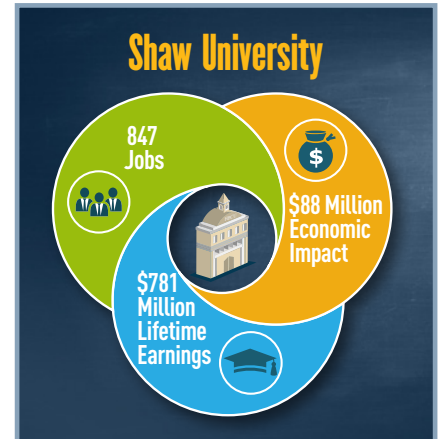 Shaw University
847
Jobs
$
$88 Million
Economic
Impact
$781
Million
Lifetime
Earnings